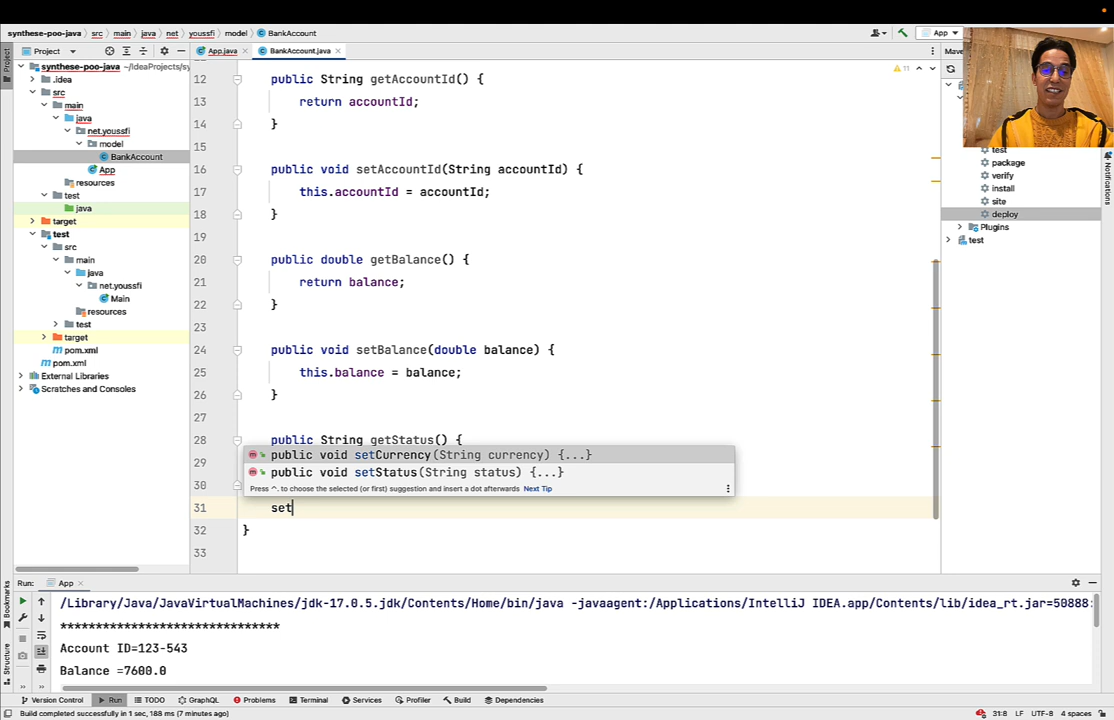 synthese-poo-java src main java net youssfi model BankAccount
App
Project
App.java
BankAccount.java
Mave
Project
synthese-poo-java ~/IdeaProjects/sy
.idea
src
main
java
net.youssfi
model
BankAccount
App
resources
test
java
target
test
src
main
java
net.youssfi
Main
resources
test
target
pom.xml
pom.xml
External Libraries
Scratches and Consoles
11
12 public String getAccountId() {
13 return accountId;
14 }
15
16 public void setAccountId(String accountId) {
17 this.accountId = accountId;
18 }
19
20 public double getBalance() {
21 return balance;
22 }
23
24 public void setBalance(double balance) {
25 this.balance = balance;
26 }
27
28 public String getStatus() {
29
public void setCurrency(String currency) {...}
public void setStatus(String status) {...}
30
Press ^. to choose the selected (or first) suggestion and insert a dot afterwards Next Tip
31 set
32 }
33
test
package
verify
install
site
deploy
Plugins
test
Notifications
Bookmarks
Structure
Run: App
/Library/Java/JavaVirtualMachines/jdk-17.0.5.jdk/Contents/Home/bin/java -javaagent:/Applications/IntelliJ IDEA.app/Contents/lib/idea_rt.jar=50888:
*******************************
Account ID=123-543
Balance =7600.0
Version Control Run TODO GraphQL Problems Terminal Services Profiler Build Dependencies
Build completed successfully in 1 sec, 188 ms (7 minutes ago)
31:8 LF UTF-8 4 spaces